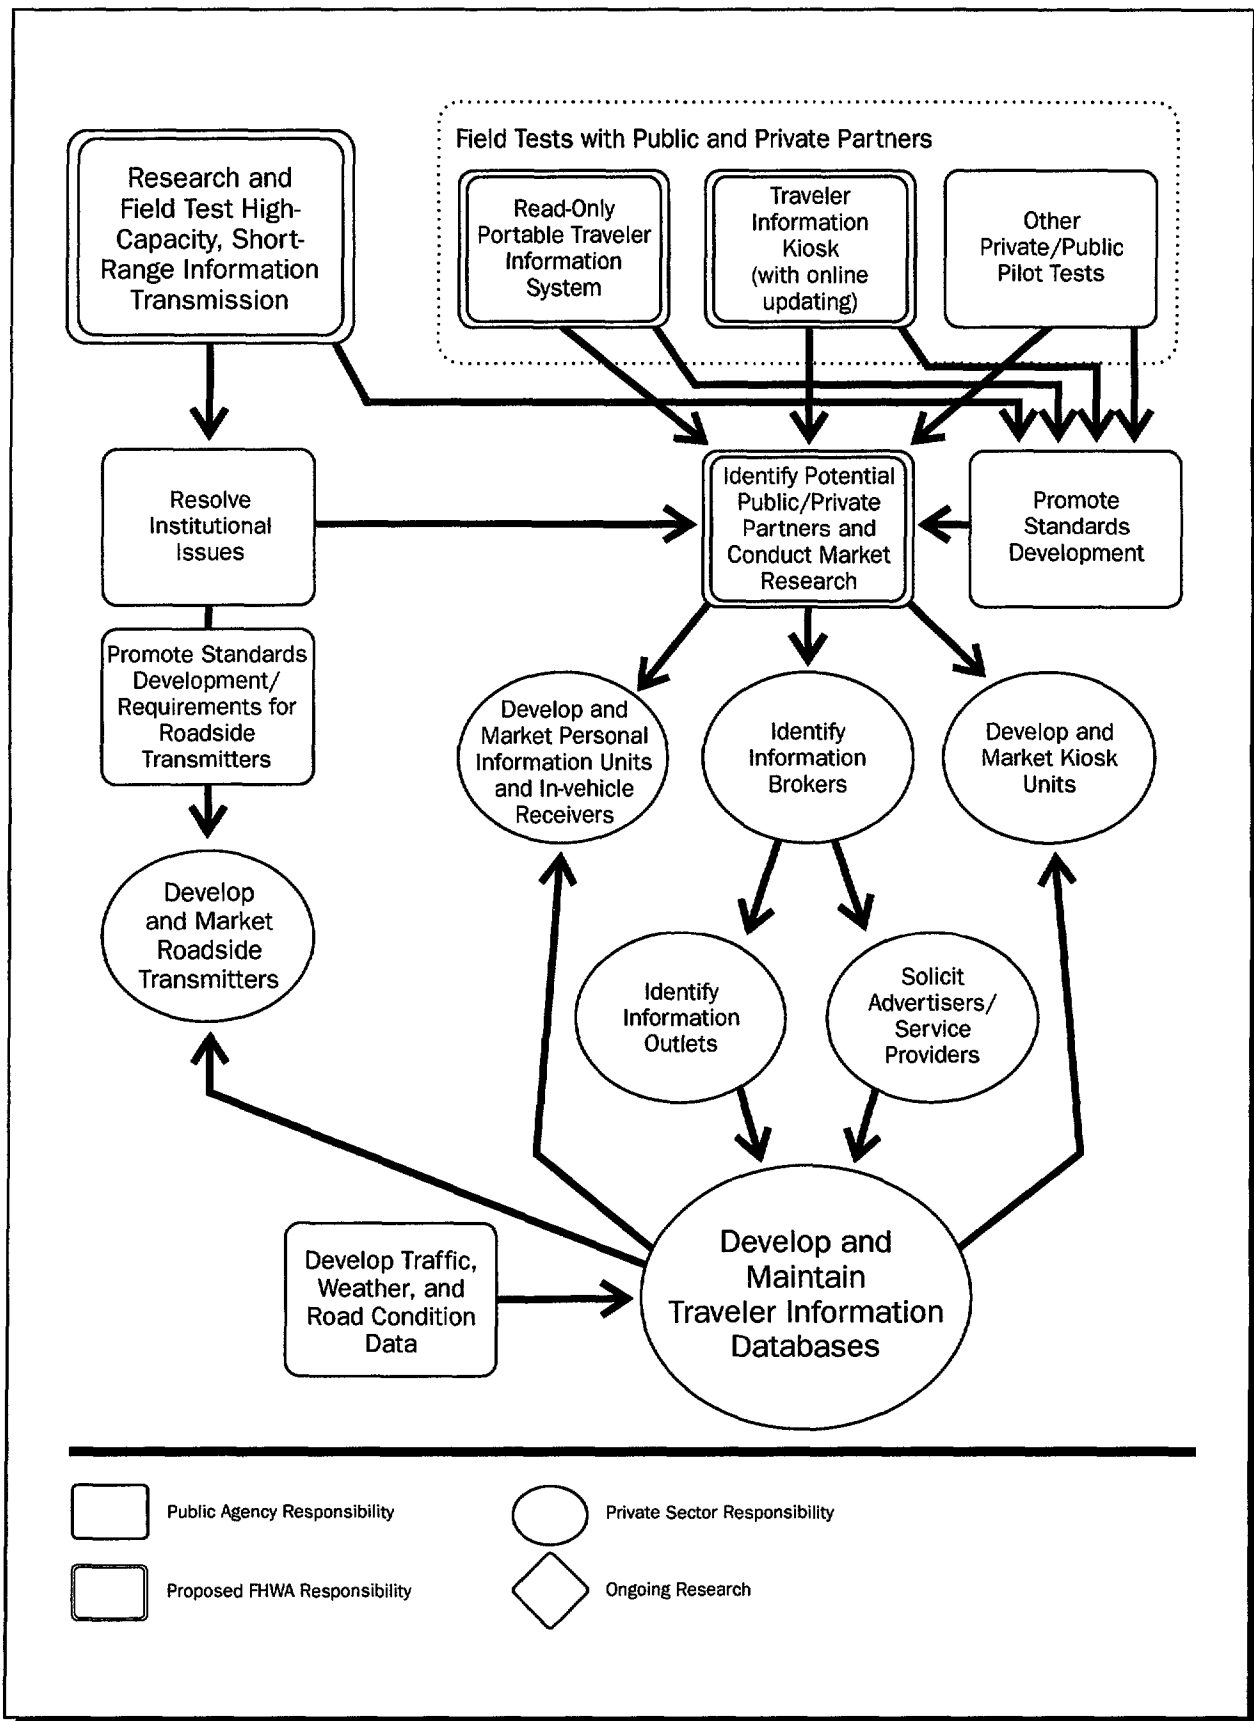 Field Tests with Public and Private Partners
Research and
Field Test High-
Capacity, Short-
Range Information
Transmission
Read-Only
Portable Traveler
Information
System
Traveler
Information
Kiosk
(with online
updating)
Other
Private/Public
Pilot Tests
Resolve
Institutional
Issues
Identify Potential
Public/Private
Partners and
Conduct Market
Research
Promote
Standards
Development
Promote Standards
Development/
Requirements for
Roadside
Transmitters
Develop and
Market Personal
Information Units
and In-vehicle
Receivers
Identify
Information
Brokers
Develop and
Market Kiosk
Units
Develop
and Market
Roadside
Transmitters
Identify
Information
Outlets
Solicit
Advertisers/
Service
Providers
Develop Traffic,
Weather, and
Road Condition
Data
Develop and
Maintain
Traveler Information
Databases
Public Agency Responsibility
Private Sector Responsibility
Proposed FHWA Responsibility
Ongoing Research